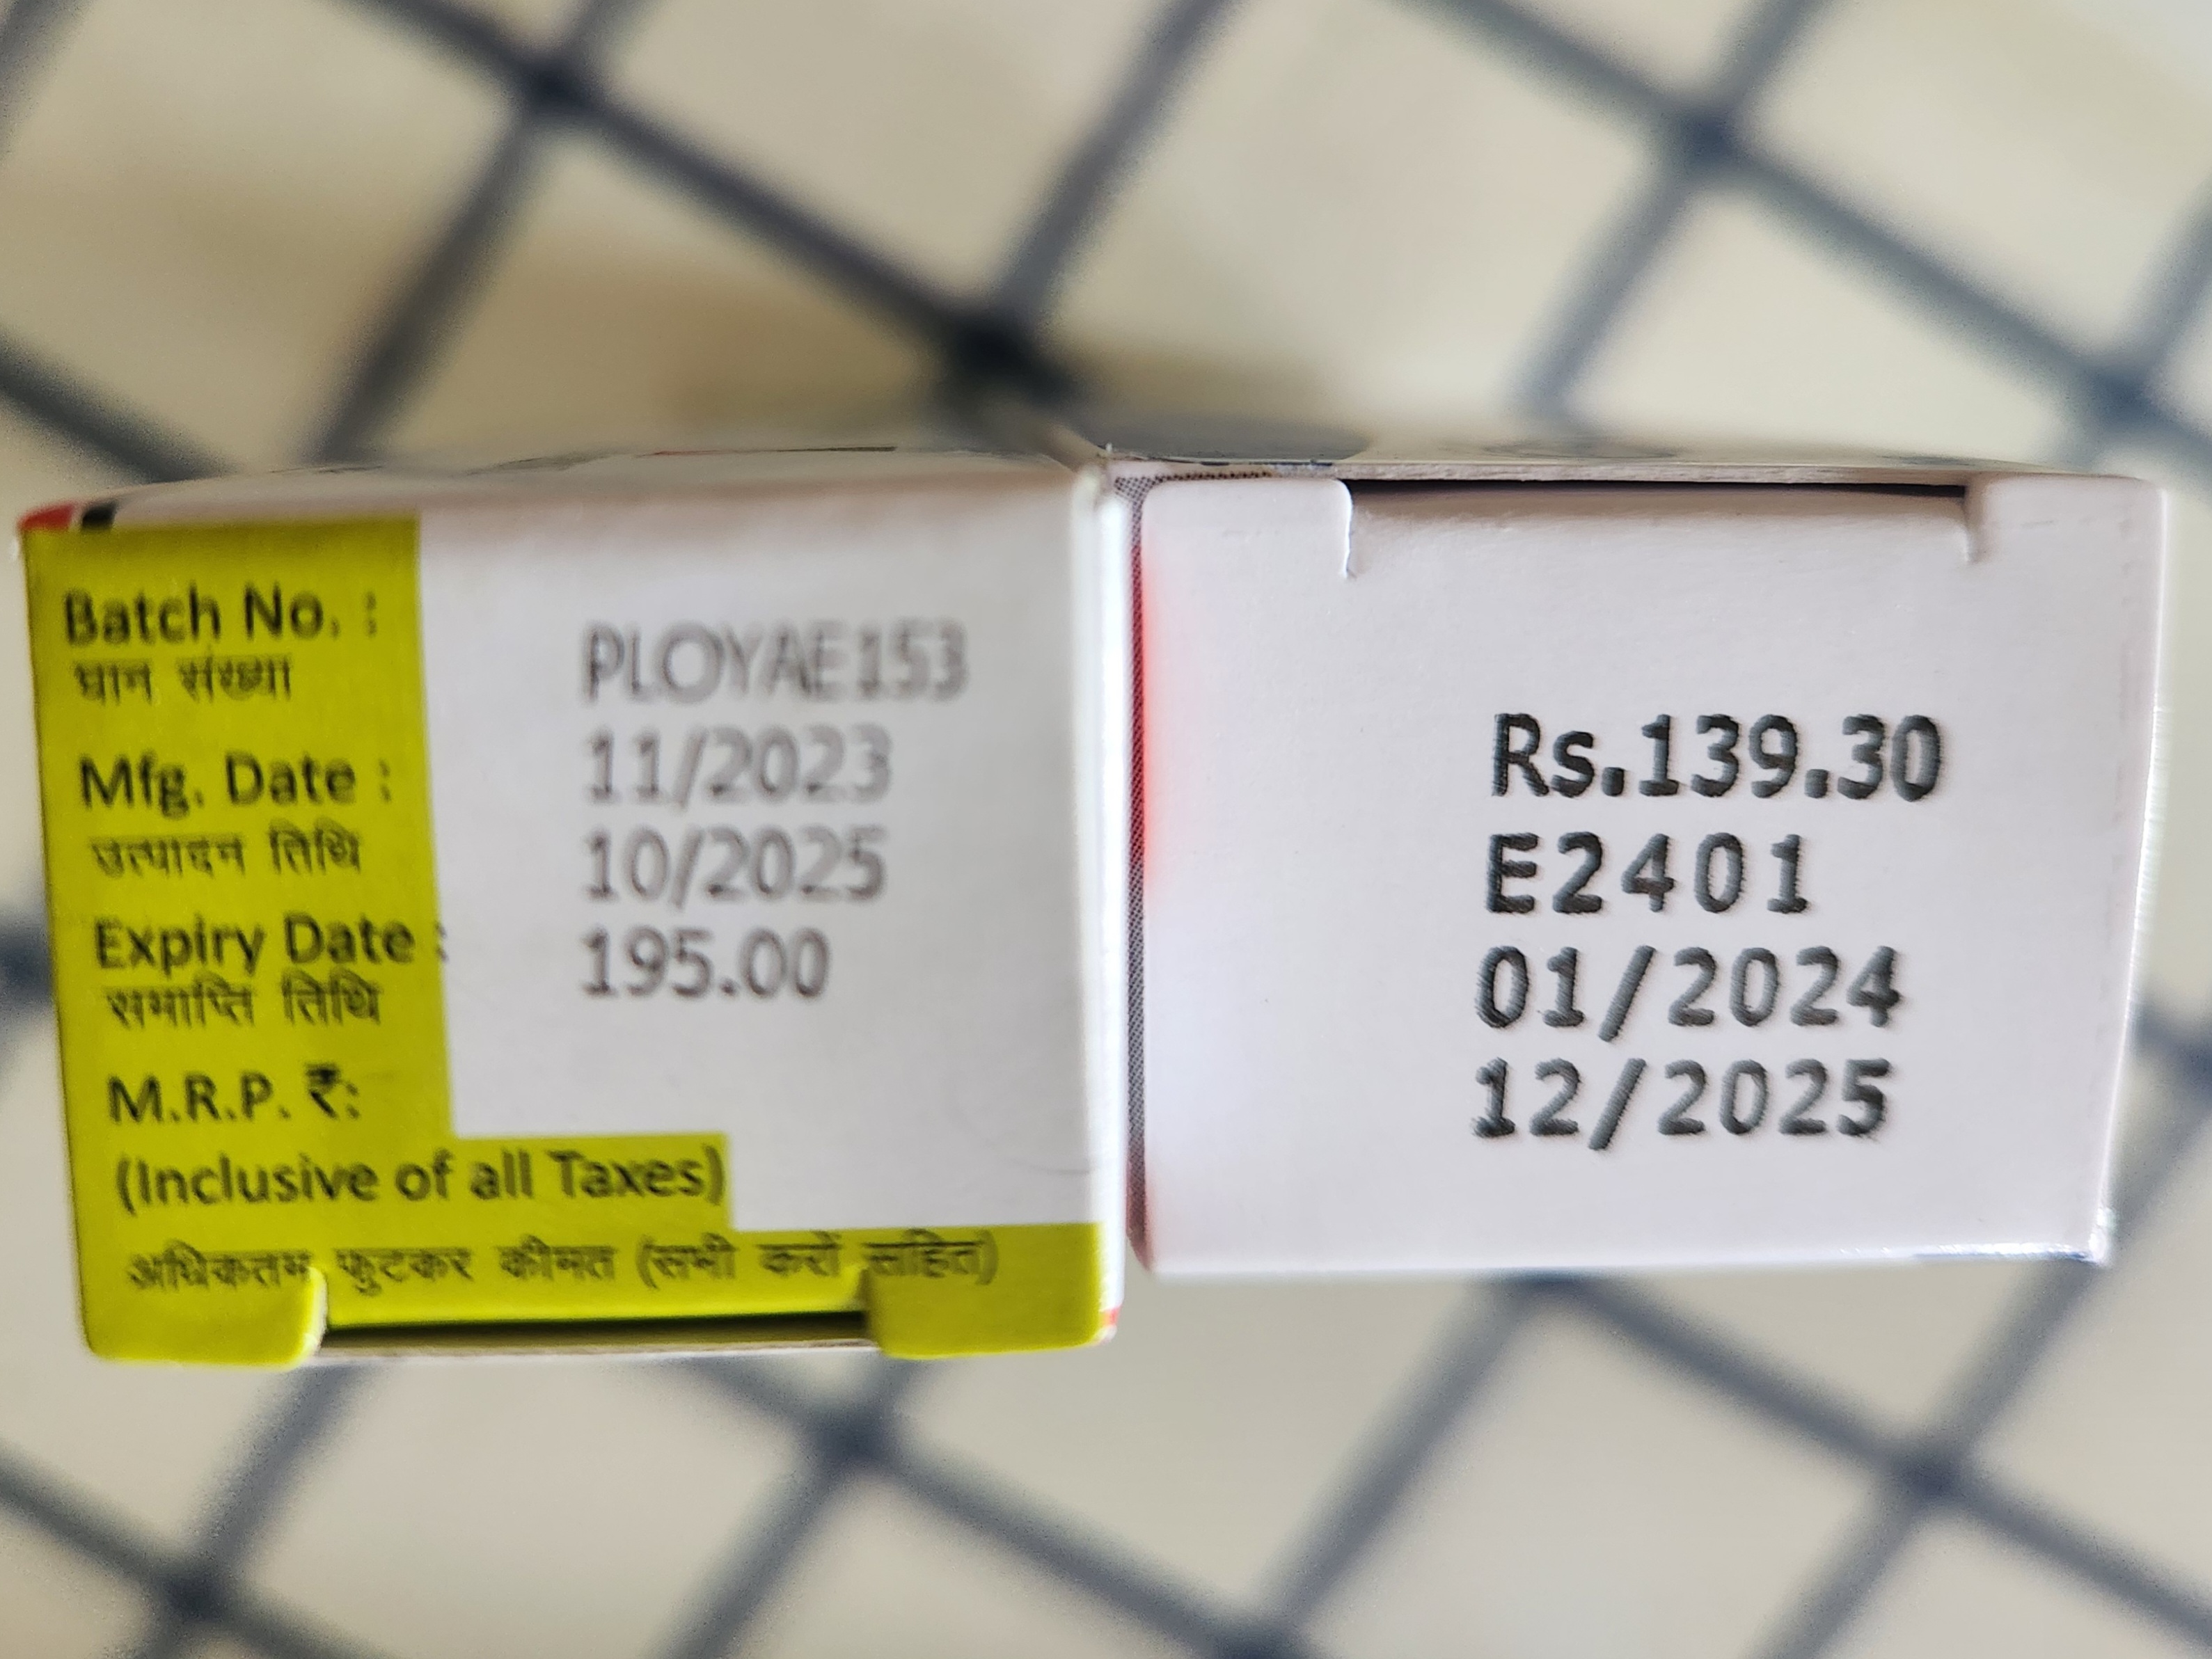 Batch No. :
घान संख्या
Mfg. Date :
उत्पादन तिथि
Expiry Date :
समाप्ति तिथि
M.R.P. ₹:
(Inclusive of all Taxes)
अधिकतम फुटकर कीमत (सभी करों सहित)
PLOYAE153
11/2023
10/2025
195.00
Rs.139.30
E2401
01/2024
12/2025